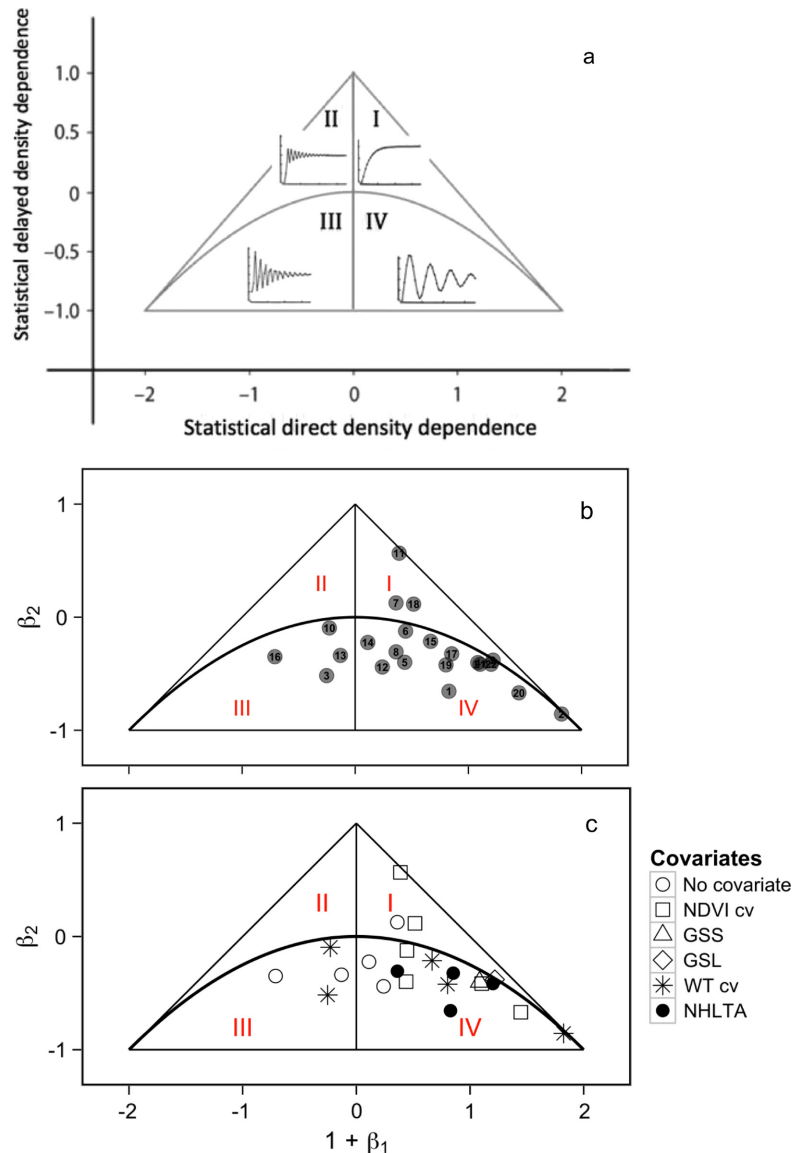 a
Statistical delayed density dependence
1.0
0.5
0
−0.5
−1.0
II
I
III
IV
−2
−1
0
1
2
Statistical direct density dependence
b
β2
1
0
-1
II
I
III
IV
11
7
18
10
6
14
15
16
13
8
17
5
19
12
3
1
20
2
c
β2
1
0
-1
II
I
III
IV
-2
-1
0
1
2
1 + β1
Covariates
No covariate
NDVI cv
GSS
GSL
WT cv
NHLTA